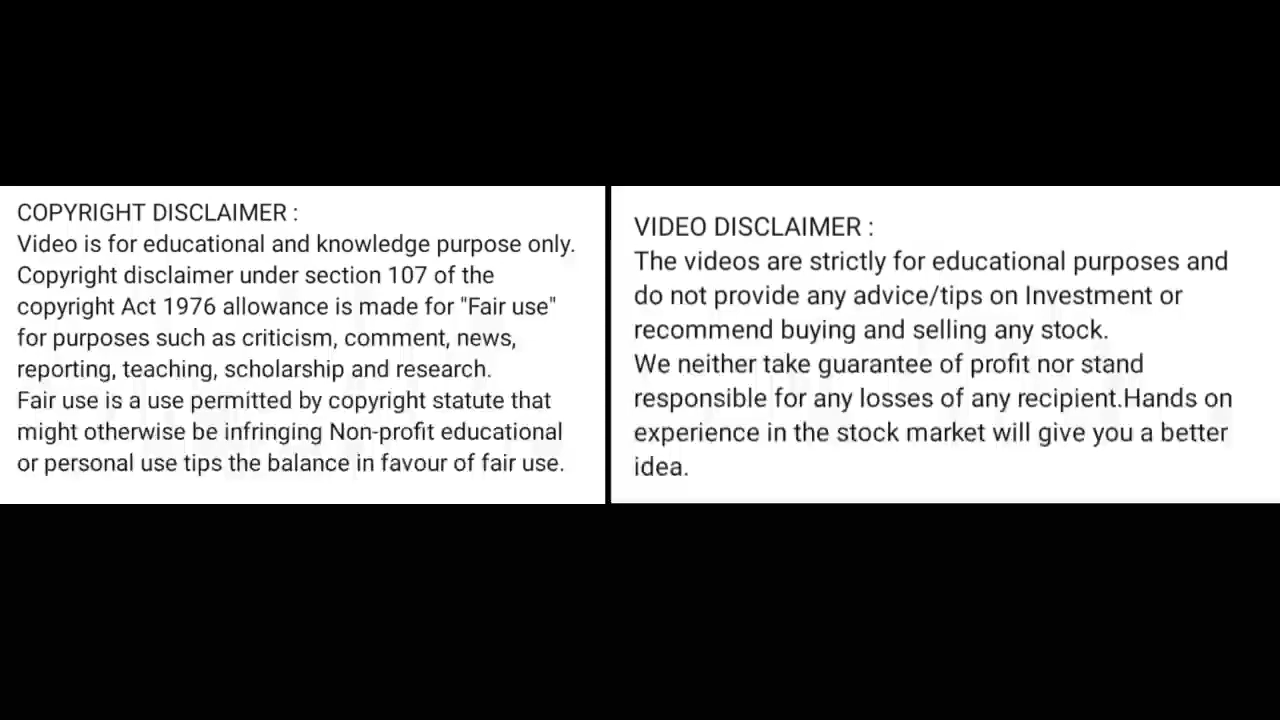 COPYRIGHT DISCLAIMER :
Video is for educational and knowledge purpose only.
Copyright disclaimer under section 107 of the
copyright Act 1976 allowance is made for "Fair use"
for purposes such as criticism, comment, news,
reporting, teaching, scholarship and research.
Fair use is a use permitted by copyright statute that
might otherwise be infringing Non-profit educational
or personal use tips the balance in favour of fair use.
VIDEO DISCLAIMER :
The videos are strictly for educational purposes and
do not provide any advice/tips on Investment or
recommend buying and selling any stock.
We neither take guarantee of profit nor stand
responsible for any losses of any recipient.Hands on
experience in the stock market will give you a better
idea.